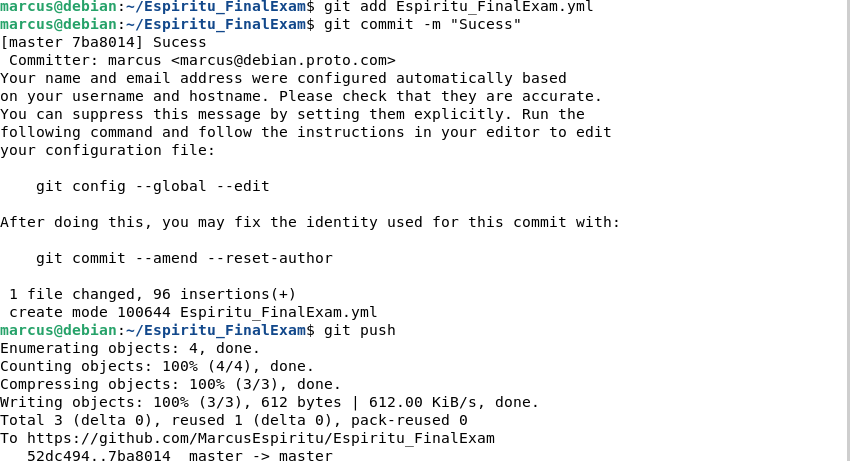 marcus@debian:~/Espiritu_FinalExam$ git add Espiritu_FinalExam.yml
marcus@debian:~/Espiritu_FinalExam$ git commit -m "Sucess"
[master 7ba8014] Sucess
 Committer: marcus <marcus@debian.proto.com>
Your name and email address were configured automatically based
on your username and hostname. Please check that they are accurate.
You can suppress this message by setting them explicitly. Run the
following command and follow the instructions in your editor to edit
your configuration file:

    git config --global --edit

After doing this, you may fix the identity used for this commit with:

    git commit --amend --reset-author

 1 file changed, 96 insertions(+)
 create mode 100644 Espiritu_FinalExam.yml
marcus@debian:~/Espiritu_FinalExam$ git push
Enumerating objects: 4, done.
Counting objects: 100% (4/4), done.
Compressing objects: 100% (3/3), done.
Writing objects: 100% (3/3), 612 bytes | 612.00 KiB/s, done.
Total 3 (delta 0), reused 1 (delta 0), pack-reused 0
To https://github.com/MarcusEspiritu/Espiritu_FinalExam
   52dc494..7ba8014  master -> master